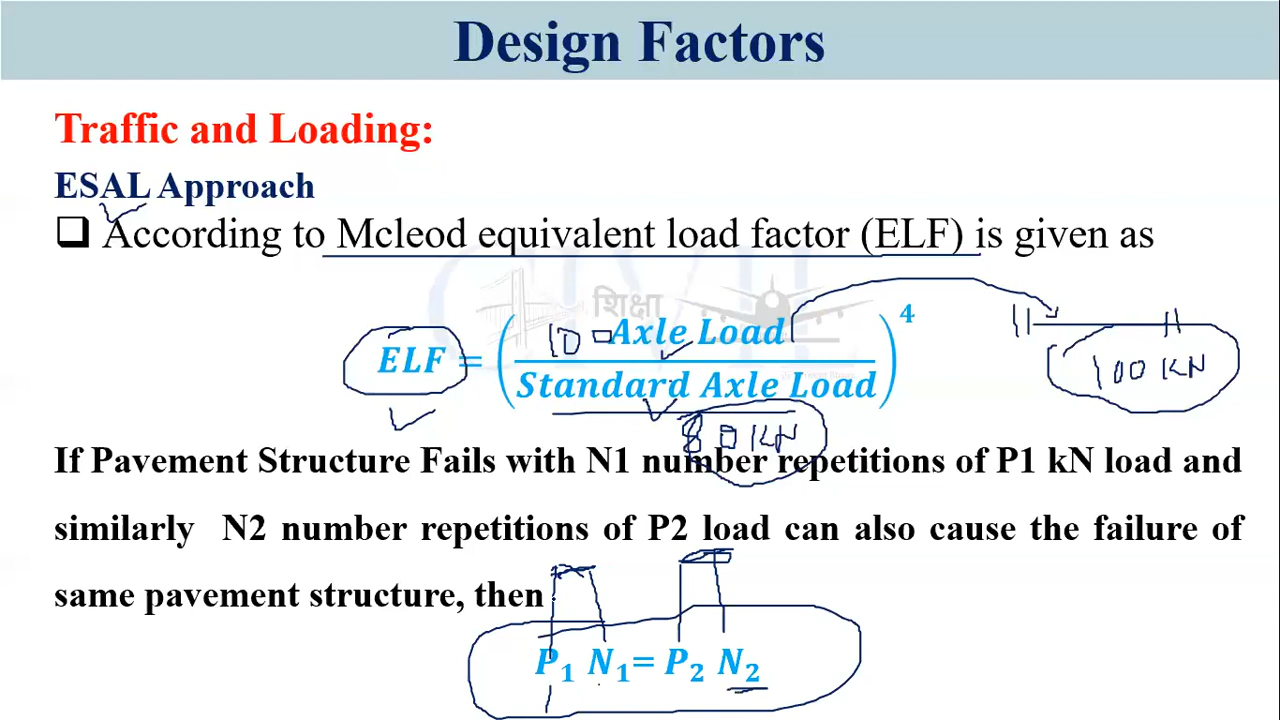 Design Factors
Traffic and Loading:
ESAL Approach
❑ According to Mcleod equivalent load factor (ELF) is given as
शिक्षा
ELF = (Axle Load / Standard Axle Load)⁴
100
80 KN
100 KN
If Pavement Structure Fails with N1 number repetitions of P1 kN load and
similarly N2 number repetitions of P2 load can also cause the failure of
same pavement structure, then
P₁ N₁= P₂ N₂